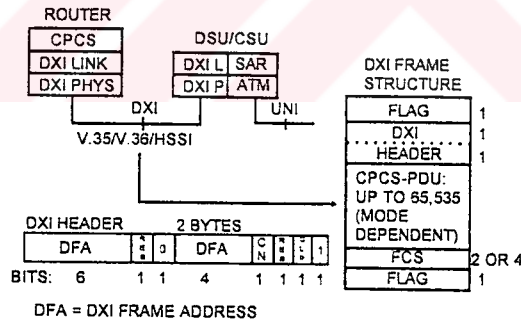 ROUTER
CPCS
DXI LINK
DXI PHYS
DSU/CSU
DXI L SAR
DXI P ATM
DXI
UNI
V.35/V.36/HSSI
DXI FRAME
STRUCTURE
FLAG 1
DXI 1
HEADER 1
CPCS-PDU:
UP TO 65,535
(MODE
DEPENDENT)
FCS 2 OR 4
FLAG 1
DXI HEADER 2 BYTES
DFA 0 DFA CN 1
BITS: 6 1 1 4 1 1 1 1
DFA = DXI FRAME ADDRESS